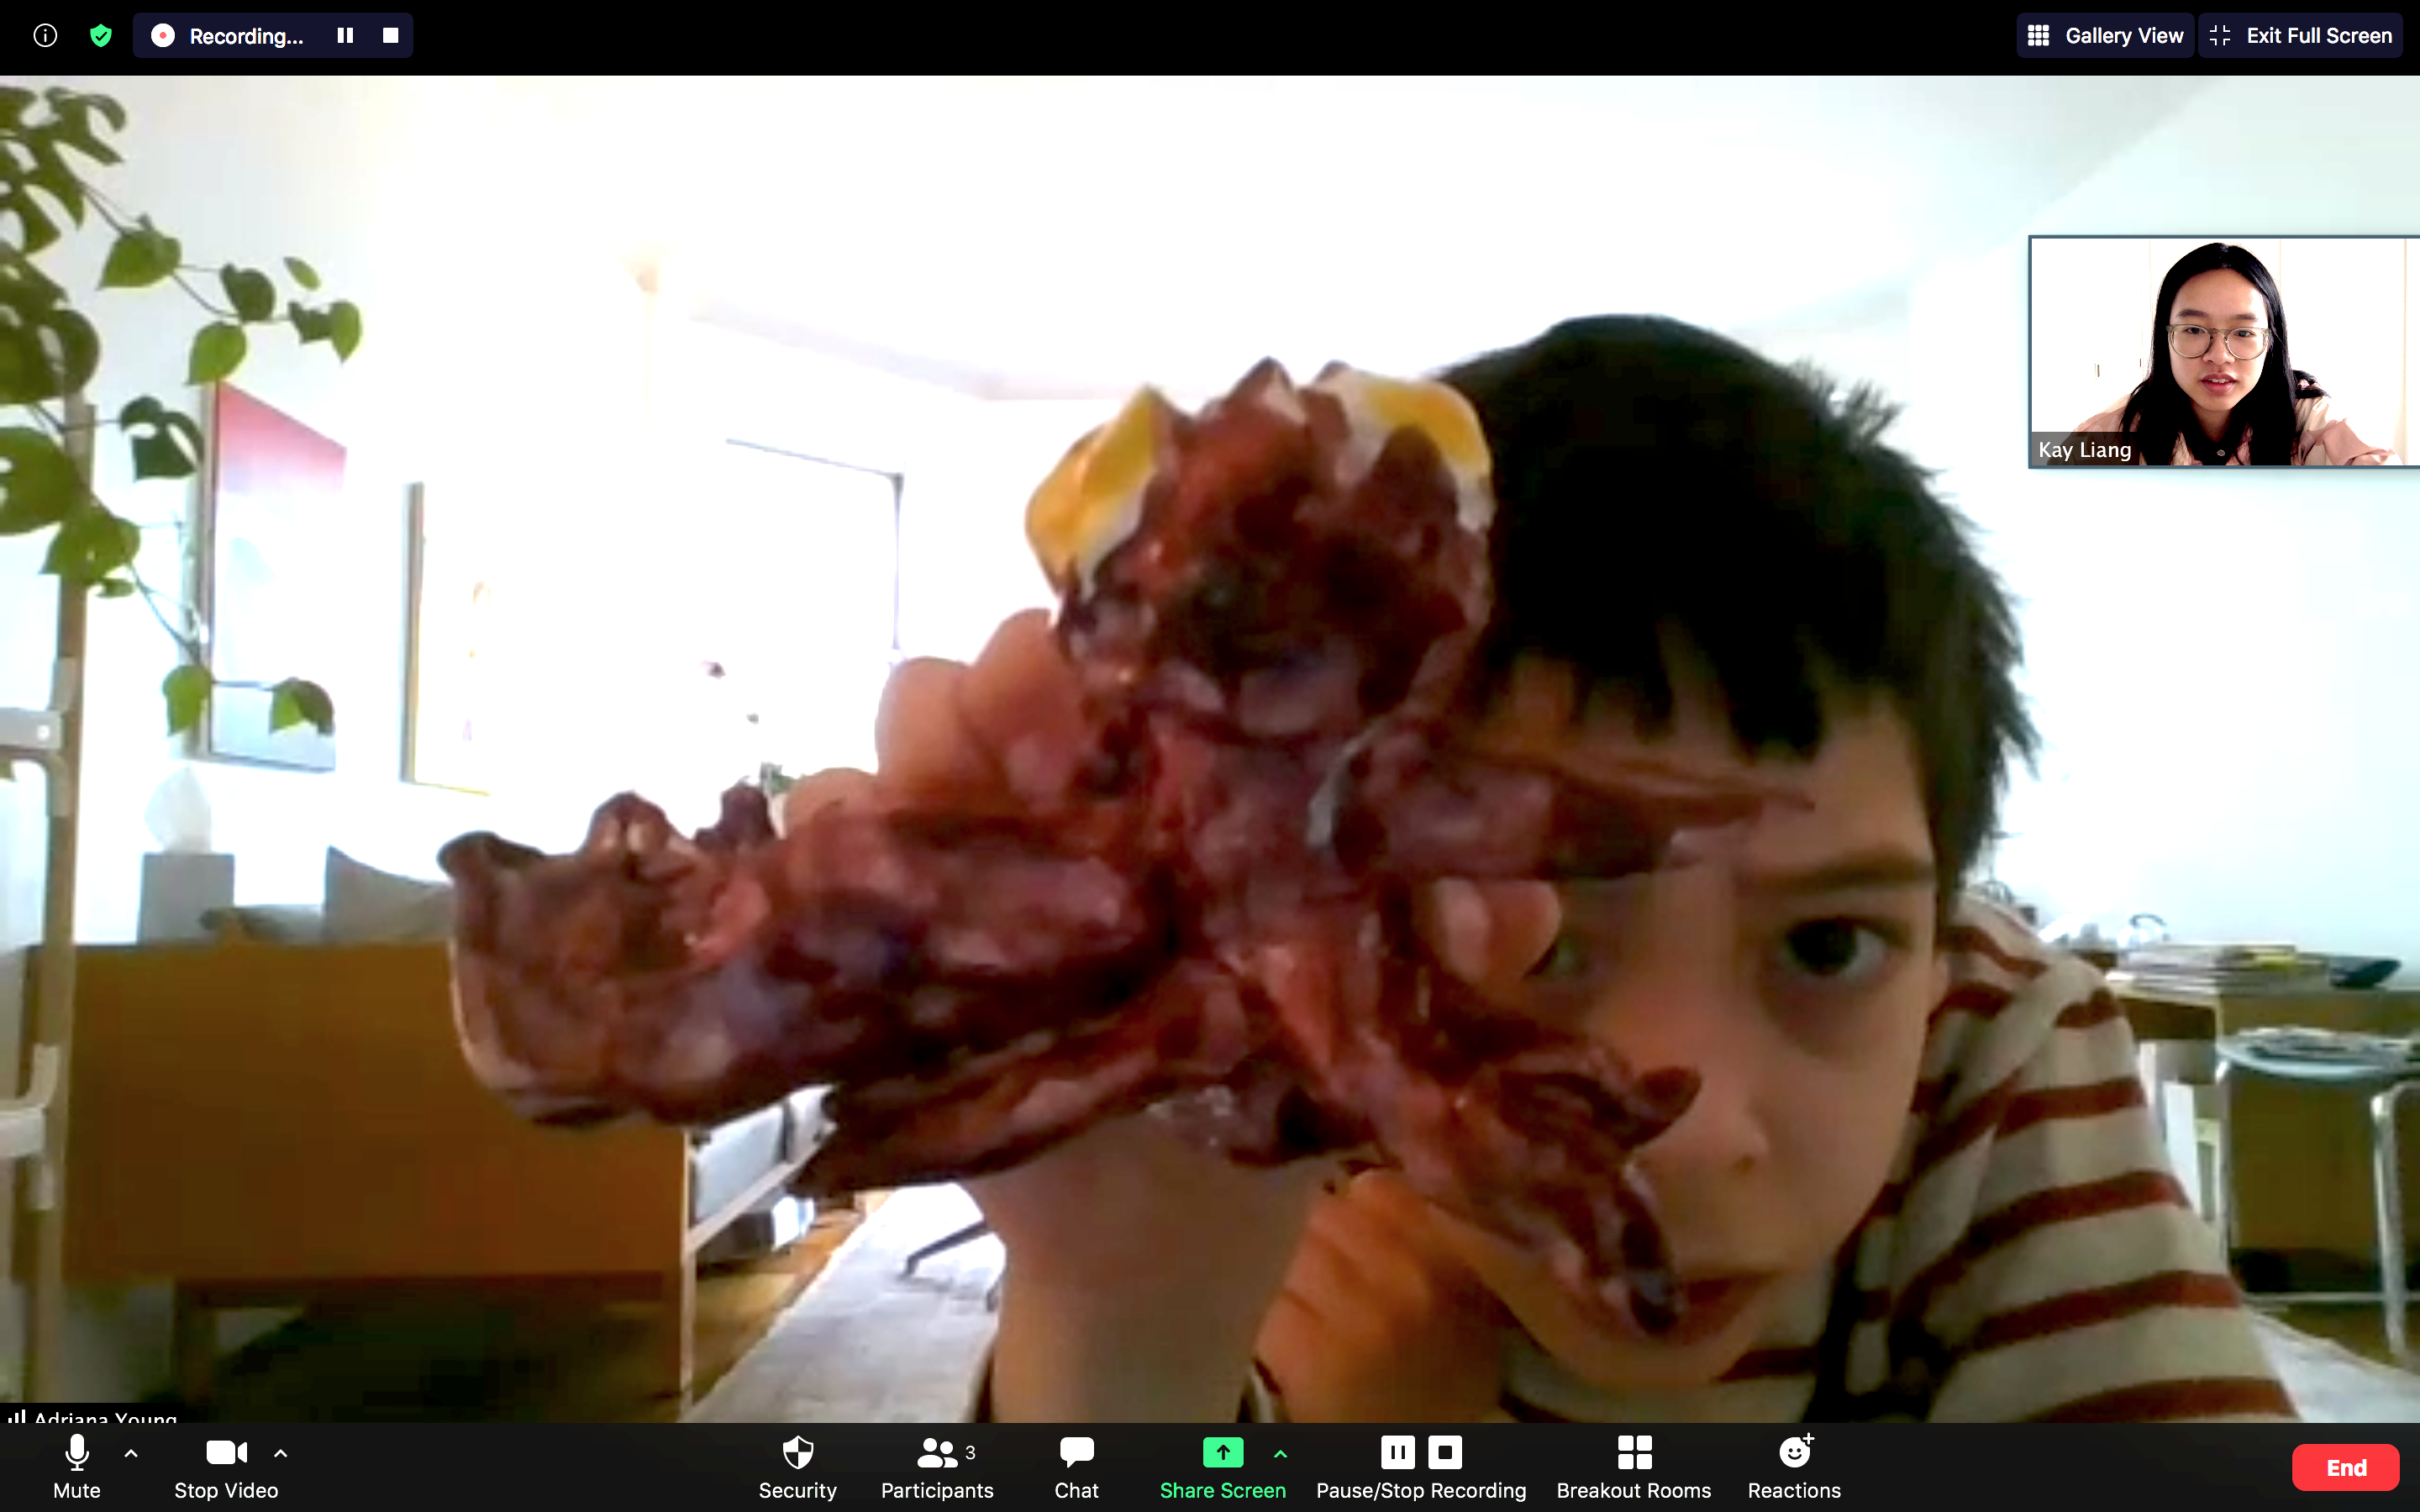 Recording...
Gallery View
Exit Full Screen
Kay Liang
Adriana Young
Mute
Stop Video
Security
3
Participants
Chat
Share Screen
Pause/Stop Recording
Breakout Rooms
Reactions
End